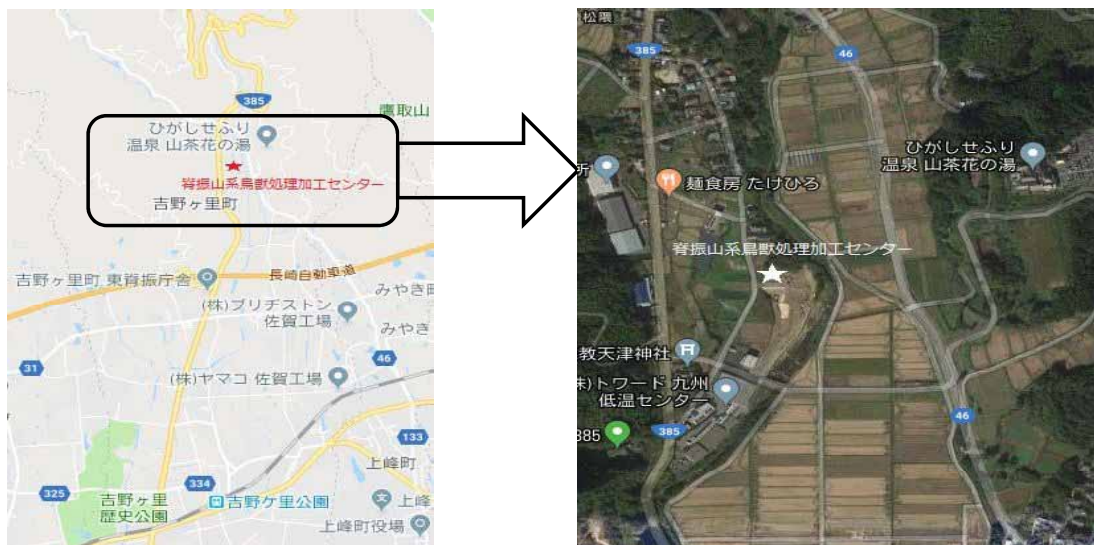 385
鷹取山
ひがしせふり
温泉 山茶花の湯
脊振山系鳥獣処理加工センター
吉野ヶ里町
長崎自動車道
吉野ヶ里町 東脊振庁舎
みやき町
(株)ブリヂストン
佐賀工場
みやき
31
46
(株)ヤマコ 佐賀工場
133
上峰町
334
325
吉野ヶ里
歴史公園
吉野ケ里公園
上峰
上峰町役場
松隈
385
46
ひがしせふり
温泉 山茶花の湯
所
麺食房 たけひろ
脊振山系鳥獣処理加工センター
教天津神社
株)トワード 九州
低温センター
46
385
385